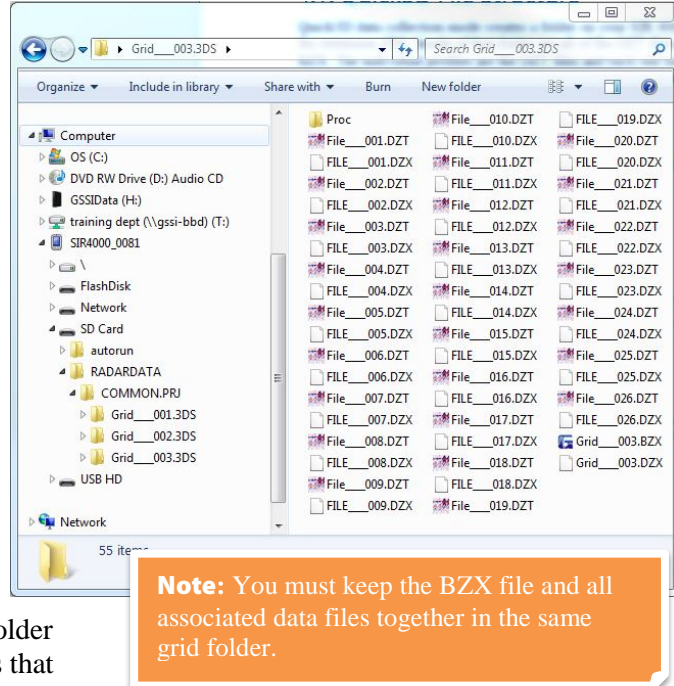 Grid___003.3DS
Search Grid___003.3DS
Organize
Include in library
Share with
Burn
New folder
Computer
OS (C:)
DVD RW Drive (D:) Audio CD
GSSIData (H:)
training dept (\\gssi-bbd) (T:)
SIR4000_0081
\
FlashDisk
Network
SD Card
autorun
RADARDATA
COMMON.PRJ
Grid___001.3DS
Grid___002.3DS
Grid___003.3DS
USB HD
Network
Proc
File___001.DZT
FILE___001.DZX
File___002.DZT
FILE___002.DZX
File___003.DZT
FILE___003.DZX
File___004.DZT
FILE___004.DZX
File___005.DZT
FILE___005.DZX
File___006.DZT
FILE___006.DZX
File___007.DZT
FILE___007.DZX
File___008.DZT
FILE___008.DZX
File___009.DZT
FILE___009.DZX
File___010.DZT
FILE___010.DZX
File___011.DZT
FILE___011.DZX
File___012.DZT
FILE___012.DZX
File___013.DZT
FILE___013.DZX
File___014.DZT
FILE___014.DZX
File___015.DZT
FILE___015.DZX
File___016.DZT
FILE___016.DZX
File___017.DZT
FILE___017.DZX
File___018.DZT
FILE___018.DZX
File___019.DZT
FILE___019.DZX
File___020.DZT
FILE___020.DZX
File___021.DZT
FILE___021.DZX
File___022.DZT
FILE___022.DZX
File___023.DZT
FILE___023.DZX
File___024.DZT
FILE___024.DZX
File___025.DZT
FILE___025.DZX
File___026.DZT
FILE___026.DZX
Grid___003.BZX
Grid___003.DZX
55 items
Note: You must keep the BZX file and all
associated data files together in the same
grid folder.
older
s that